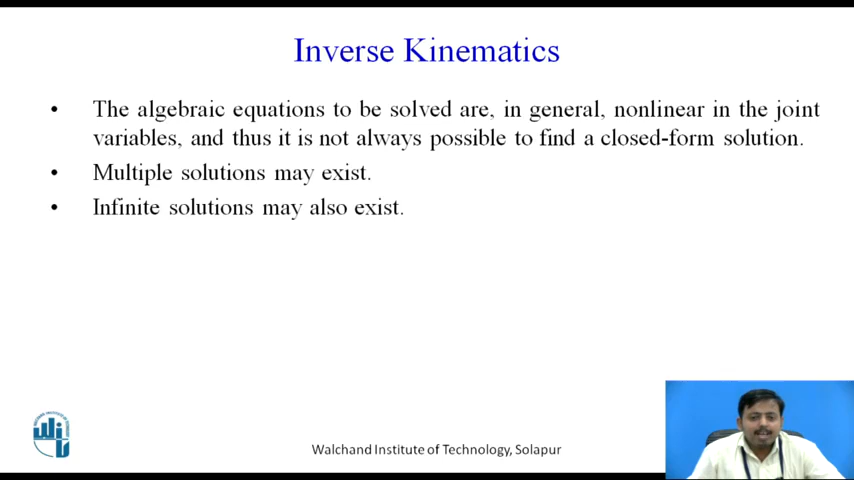 Inverse Kinematics
• The algebraic equations to be solved are, in general, nonlinear in the joint
variables, and thus it is not always possible to find a closed-form solution.
• Multiple solutions may exist.
• Infinite solutions may also exist.
Walchand Institute of Technology, Solapur